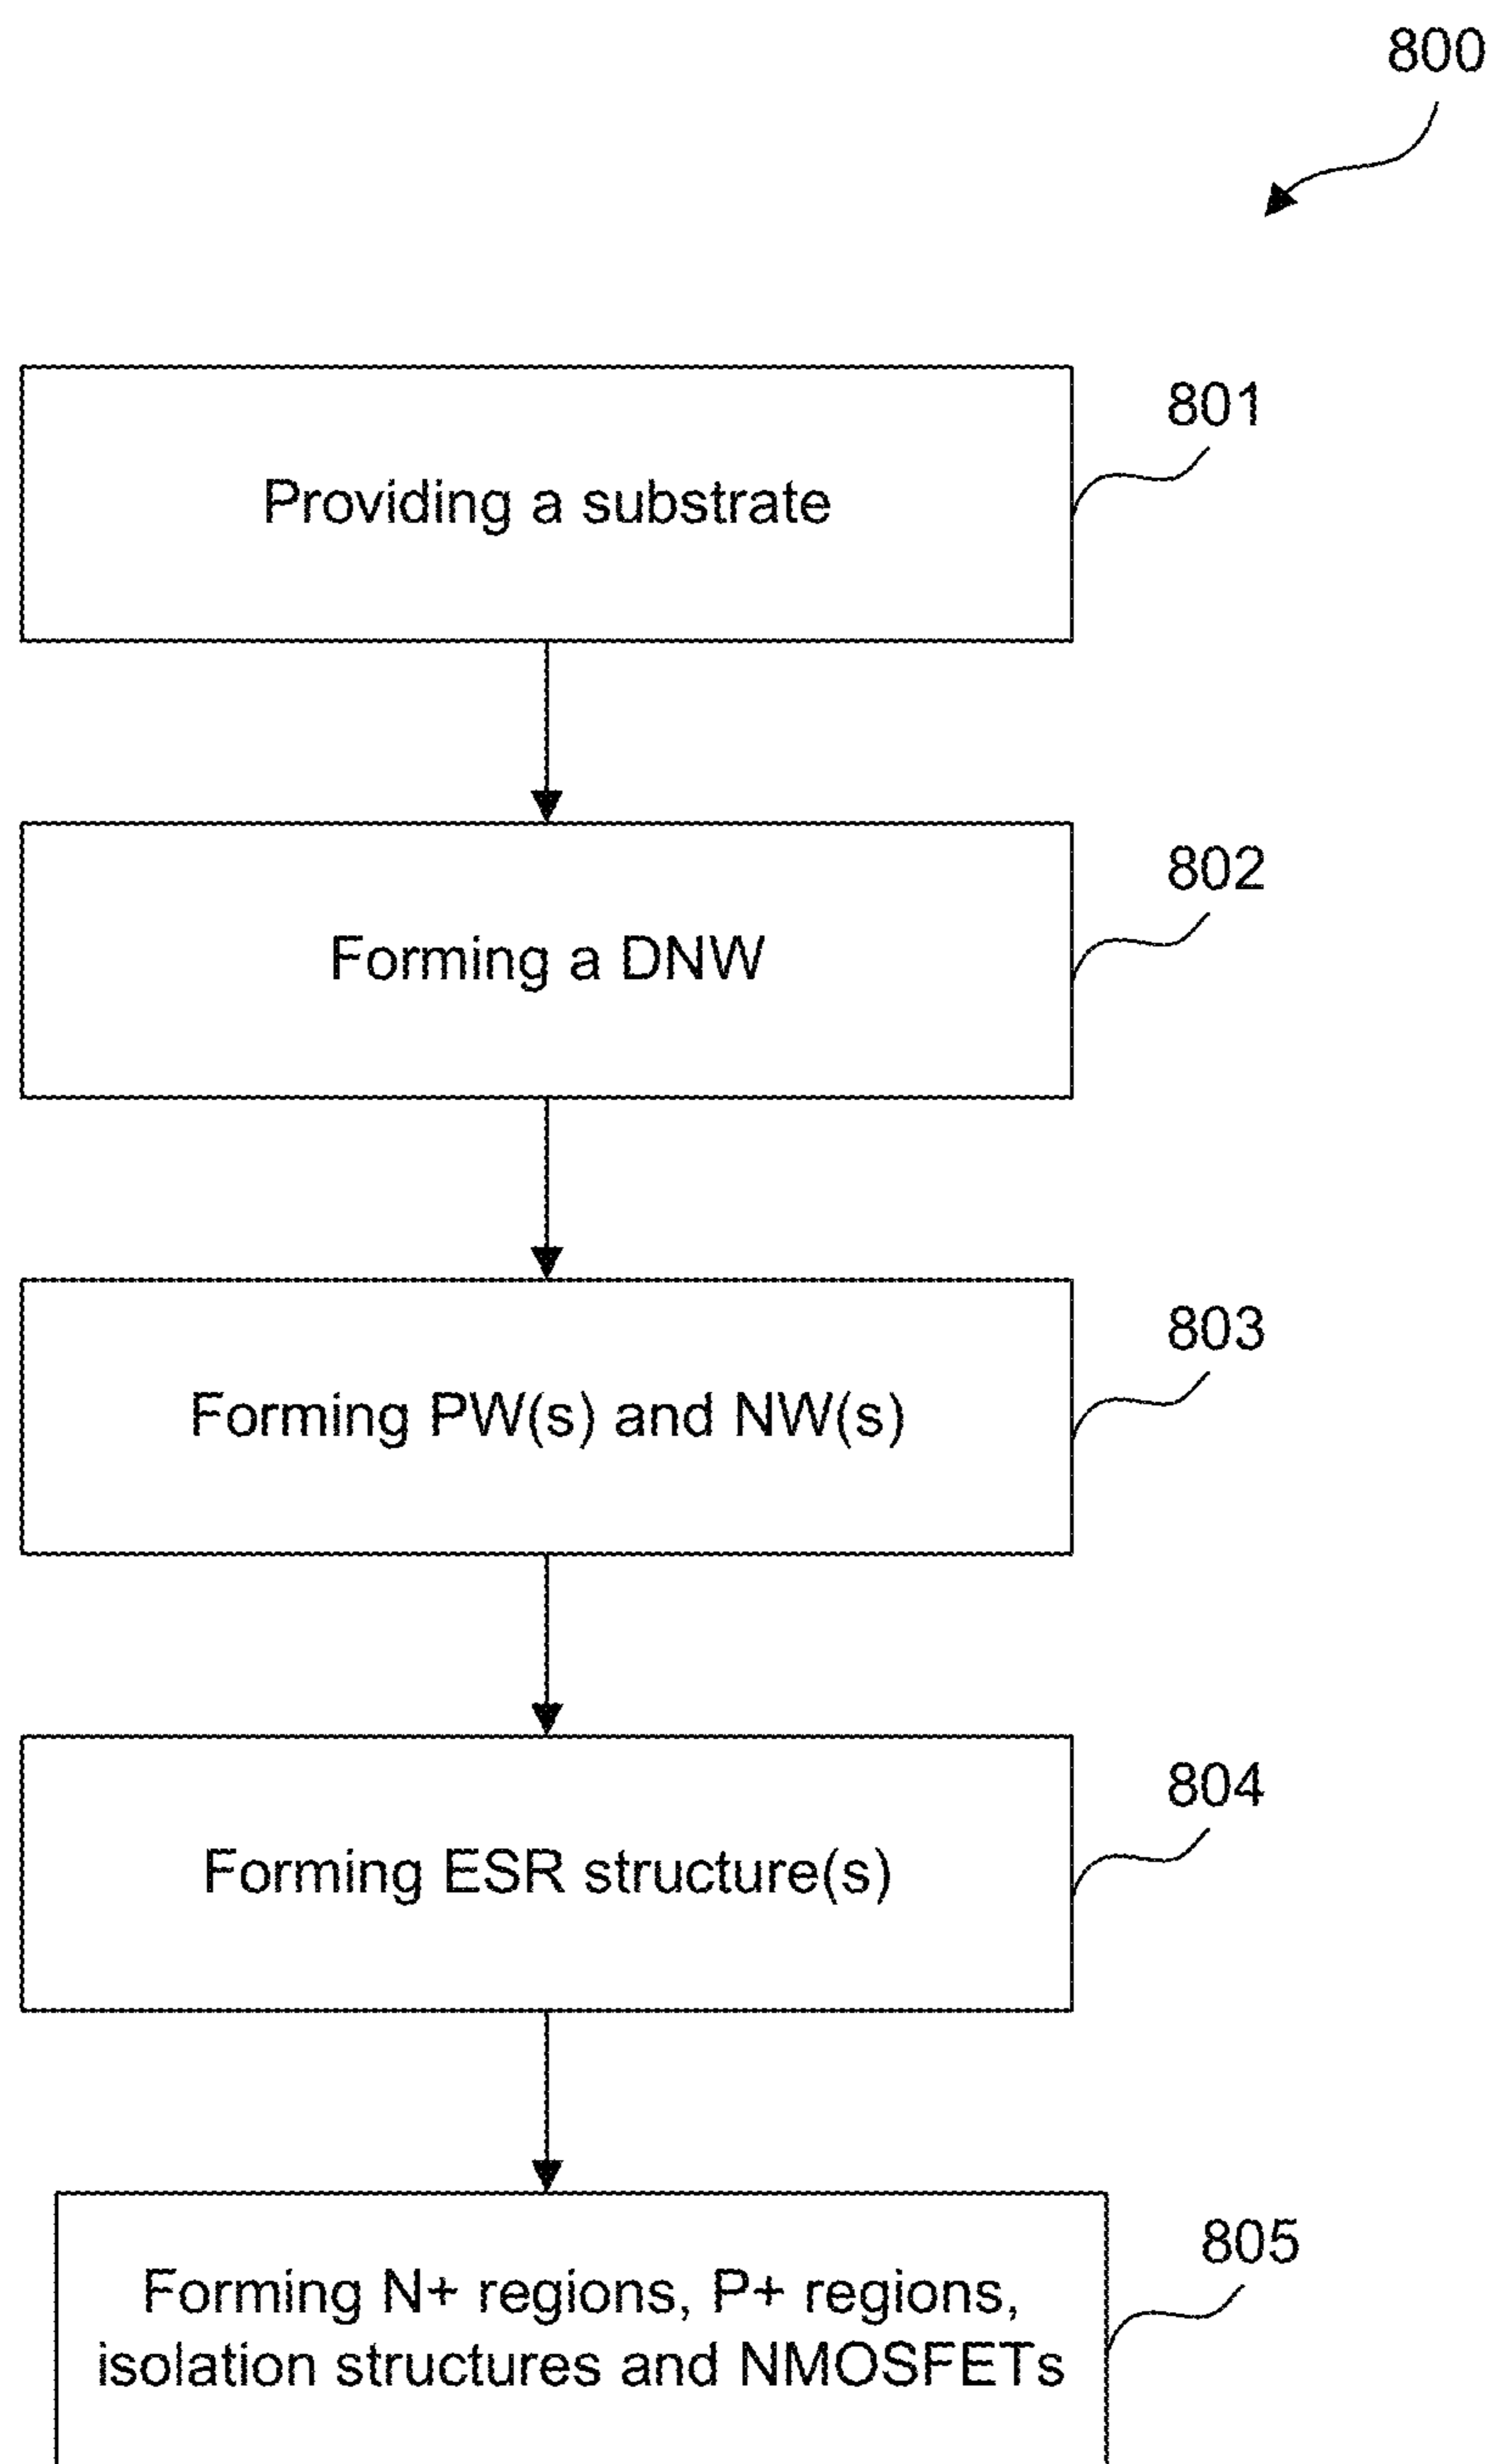 800
Providing a substrate
801
Forming a DNW
802
Forming PW(s) and NW(s)
803
Forming ESR structure(s)
804
Forming N+ regions, P+ regions,
isolation structures and NMOSFETs
805